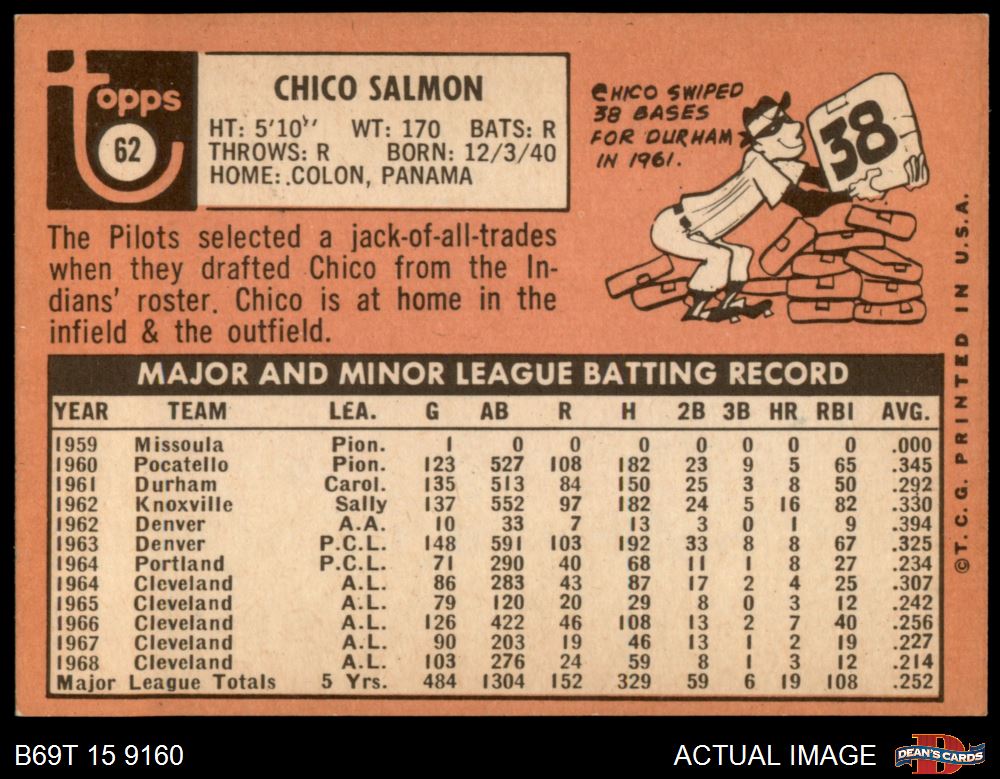 topps
62
CHICO SALMON
HT: 5'10" WT: 170 BATS: R
THROWS: R BORN: 12/3/40
HOME: COLON, PANAMA
CHICO SWIPED
38 BASES
FOR DURHAM
IN 1961.
38
The Pilots selected a jack-of-all-trades
when they drafted Chico from the In-
dians' roster. Chico is at home in the
infield & the outfield.
MAJOR AND MINOR LEAGUE BATTING RECORD
YEAR TEAM LEA. G AB R H 2B 3B HR RBI AVG.
1959 Missoula Pion. 1 0 0 0 0 0 0 0 .000
1960 Pocatello Pion. 123 527 108 182 23 9 5 65 .345
1961 Durham Carol. 135 513 84 150 25 3 8 50 .292
1962 Knoxville Sally 137 552 97 182 24 5 16 82 .330
1962 Denver A.A. 10 33 7 13 3 0 1 9 .394
1963 Denver P.C.L. 148 591 103 192 33 8 8 67 .325
1964 Portland P.C.L. 71 290 40 68 11 1 8 27 .234
1964 Cleveland A.L. 86 283 43 87 17 2 4 25 .307
1965 Cleveland A.L. 79 120 20 29 8 0 3 12 .242
1966 Cleveland A.L. 126 422 46 108 13 2 7 40 .256
1967 Cleveland A.L. 90 203 19 46 13 1 2 19 .227
1968 Cleveland A.L. 103 276 24 59 8 1 3 12 .214
Major League Totals 5 Yrs. 484 1304 152 329 59 6 19 108 .252
©T.C.G. PRINTED IN U.S.A.
B69T 15 9160
ACTUAL IMAGE
DEAN'S CARDS